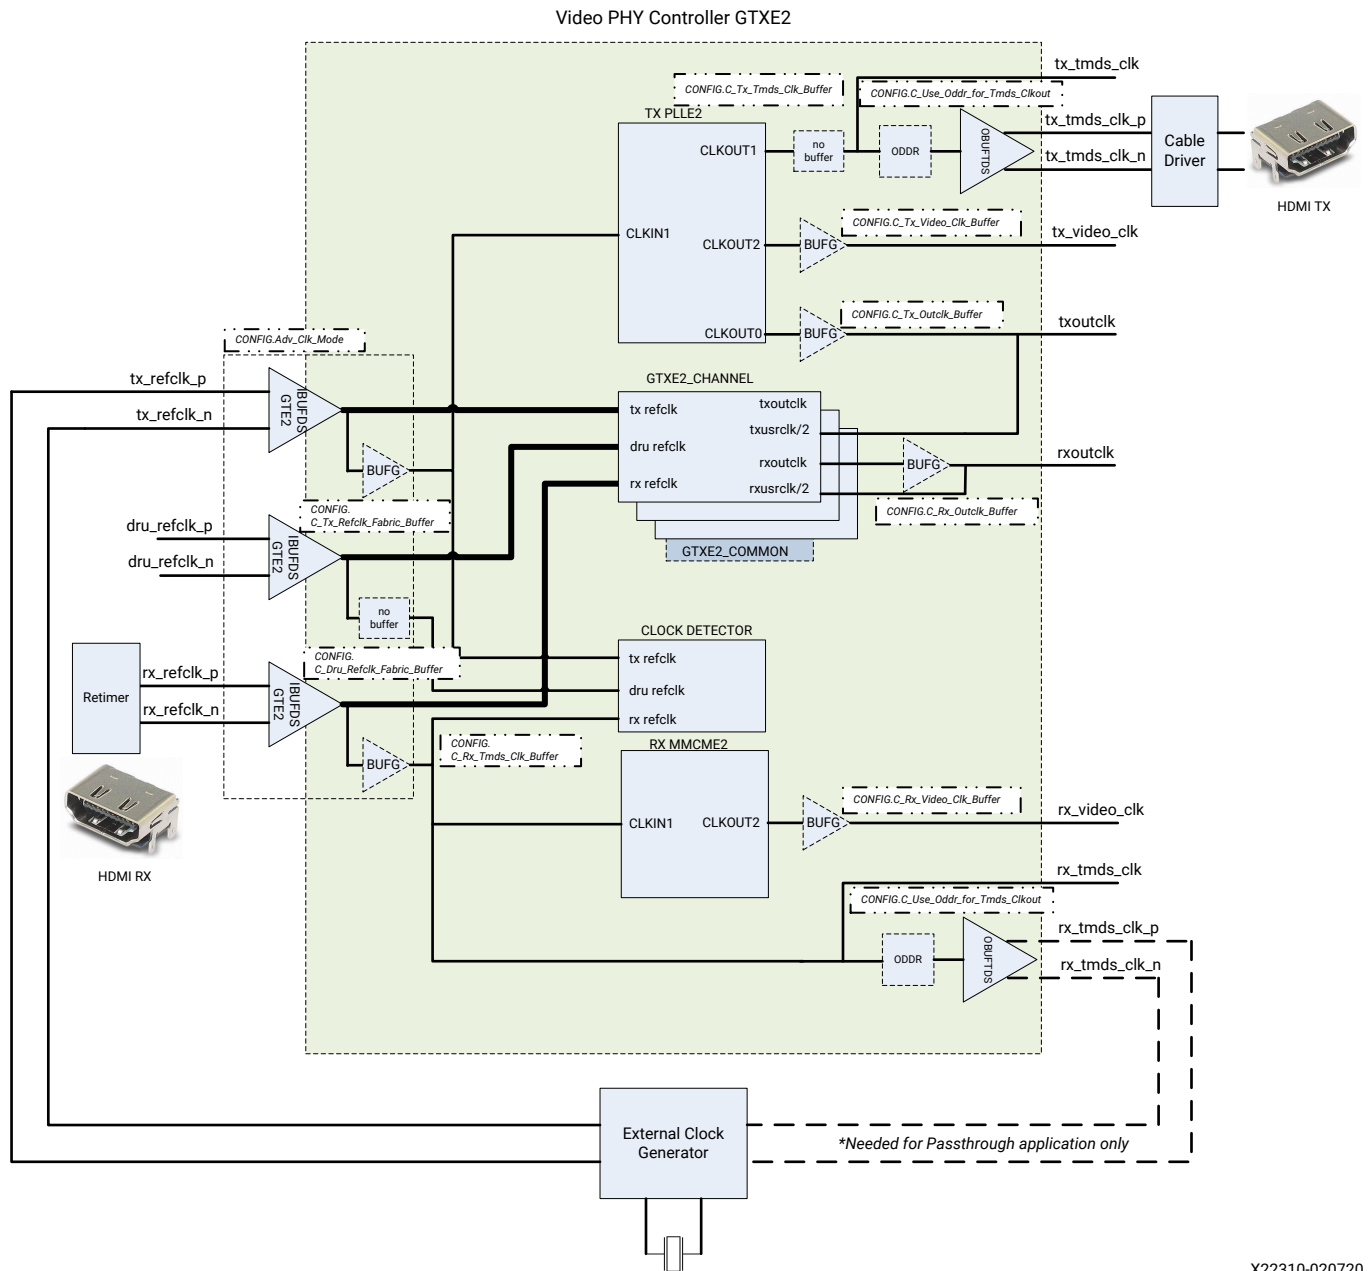 Video PHY Controller GTXE2
tx_tmds_clk
CONFIG.C_Tx_Tmds_Clk_Buffer
CONFIG.C_Use_Oddr_for_Tmds_Clkout
TX PLLE2
tx_tmds_clk_p
CLKOUT1
no
buffer
ODDR
OBUFTDS
tx_tmds_clk_n
Cable
Driver
HDMI TX
CONFIG.C_Tx_Video_Clk_Buffer
CLKIN1
CLKOUT2
BUFG
tx_video_clk
CONFIG.C_Tx_Outclk_Buffer
CLKOUT0
BUFG
txoutclk
CONFIG.Adv_Clk_Mode
tx_refclk_p
tx_refclk_n
IBUFDS
GTE2
BUFG
GTXE2_CHANNEL
tx refclk
txoutclk
txusrclk/2
dru refclk
rxoutclk
rx refclk
rxusrclk/2
BUFG
rxoutclk
CONFIG.C_Rx_Outclk_Buffer
GTXE2_COMMON
CONFIG.
C_Tx_Refclk_Fabric_Buffer
dru_refclk_p
dru_refclk_n
IBUFDS
GTE2
no
buffer
CLOCK DETECTOR
tx refclk
dru refclk
rx refclk
CONFIG.
C_Dru_Refclk_Fabric_Buffer
Retimer
rx_refclk_p
rx_refclk_n
IBUFDS
GTE2
BUFG
CONFIG.
C_Rx_Tmds_Clk_Buffer
RX MMCME2
CLKIN1
CLKOUT2
BUFG
CONFIG.C_Rx_Video_Clk_Buffer
rx_video_clk
HDMI RX
rx_tmds_clk
CONFIG.C_Use_Oddr_for_Tmds_Clkout
ODDR
OBUFTDS
rx_tmds_clk_p
rx_tmds_clk_n
External Clock
Generator
*Needed for Passthrough application only
X22310-020720